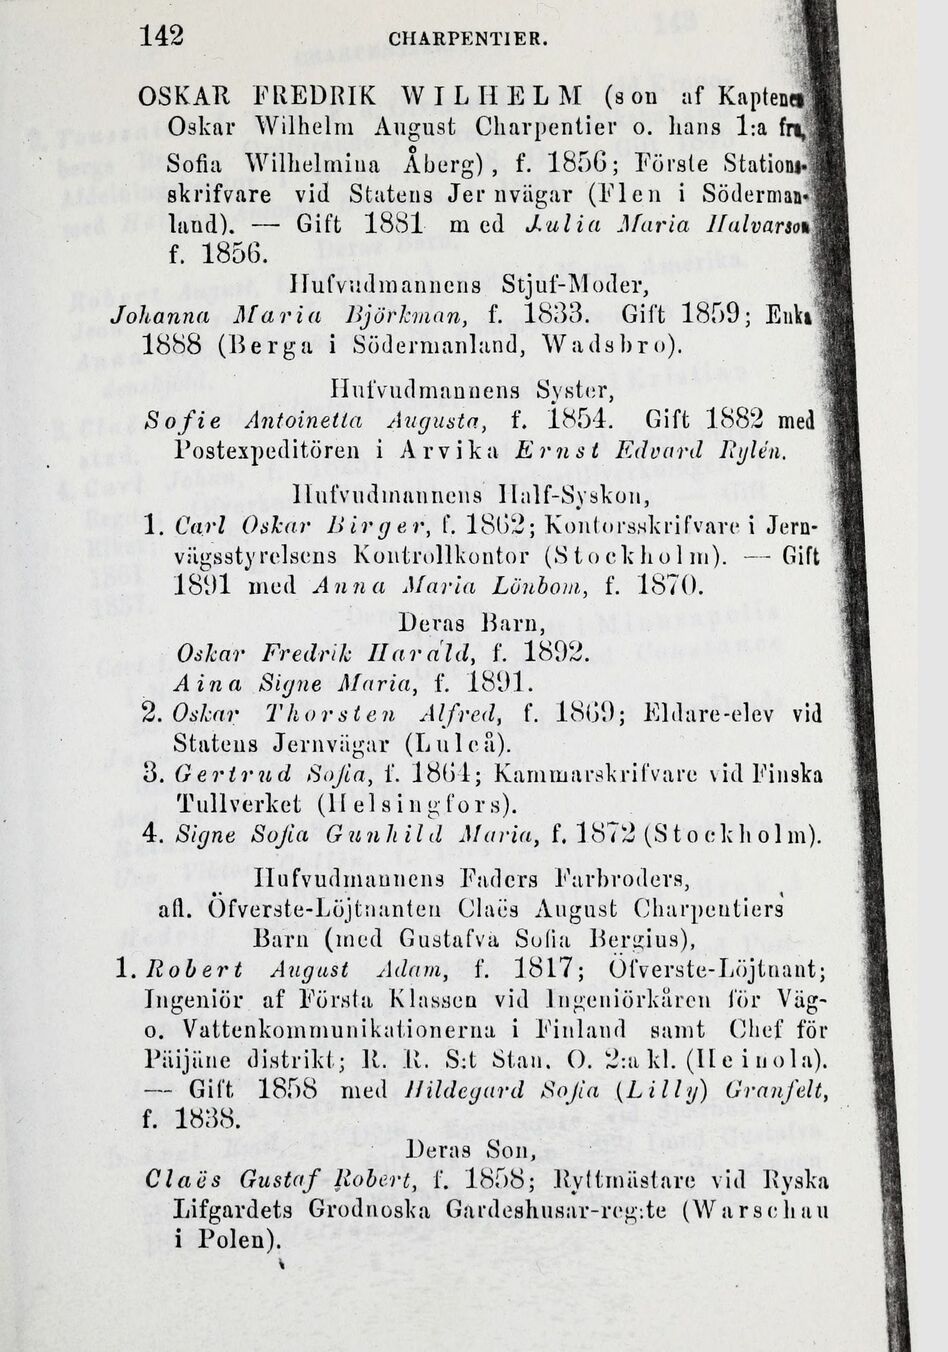 142 CHARPENTIER.
OSKAR FREDRIK WILHELM (son af Kaptenen
Oskar Wilhelm August Charpentier o. hans 1:a fru,
Sofia Wilhelmina Åberg), f. 1856; Förste Stations-
skrifvare vid Statens Jernvägar (Flen i Söderman-
land). — Gift 1881 med Julia Maria Halvarson
f. 1856.
Hufvudmannens Stjuf-Moder,
Johanna Maria Björkman, f. 1833. Gift 1859; Enka
1888 (Berga i Södermanland, Wadsbro).
Hufvudmannens Syster,
Sofie Antoinetta Augusta, f. 1854. Gift 1882 med
Postexpeditören i Arvika Ernst Edvard Rylén.
Hufvudmannens Half-Syskon,
1. Carl Oskar Birger, f. 1862; Kontorsskrifvare i Jern-
vägsstyrelsens Kontrollkontor (Stockholm). — Gift
1891 med Anna Maria Lönbom, f. 1870.
Deras Barn,
Oskar Fredrik Harald, f. 1892.
Aina Signe Maria, f. 1891.
2. Oskar Thorsten Alfred, f. 1869; Eldare-elev vid
Statens Jernvägar (Luleå).
3. Gertrud Sofia, f. 1864; Kammarskrifvare vid Finska
Tullverket (Helsingfors).
4. Signe Sofia Gunhild Maria, f. 1872 (Stockholm).
Hufvudmannens Faders Farbroders,
afl. Öfverste-Löjtnanten Claës August Charpentiers
Barn (med Gustafva Sofia Bergius),
1. Robert August Adam, f. 1817; Öfverste-Löjtnant;
Ingeniör af Första Klassen vid Ingeniörkåren för Väg-
o. Vattenkommunikationerna i Finland samt Chef för
Päijäne distrikt; R. R. S:t Stan. O. 2:a kl. (Heinola).
— Gift 1858 med Hildegard Sofia (Lilly) Granfelt,
f. 1838.
Deras Son,
Claës Gustaf Robert, f. 1858; Ryttmästare vid Ryska
Lifgardets Grodnoska Gardeshusar-reg:te (Warschau
i Polen).